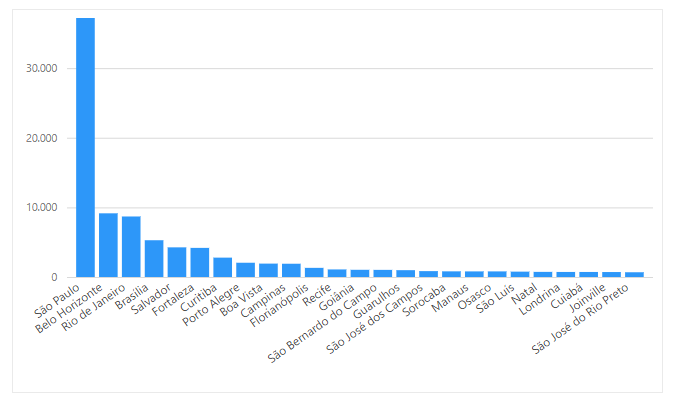 30.000
20.000
10.000
0
São Paulo
Belo Horizonte
Rio de Janeiro
Brasília
Salvador
Fortaleza
Curitiba
Porto Alegre
Boa Vista
Campinas
Florianópolis
Recife
Goiânia
São Bernardo do Campo
Guarulhos
São José dos Campos
Sorocaba
Manaus
Osasco
São Luís
Natal
Londrina
Cuiabá
Joinville
São José do Rio Preto